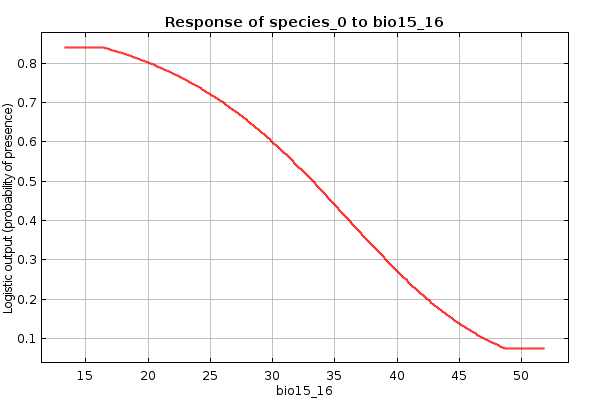 Response of species_0 to bio15_16
Logistic output (probability of presence)
0.8
0.7
0.6
0.5
0.4
0.3
0.2
0.1
15 20 25 30 35 40 45 50
bio15_16